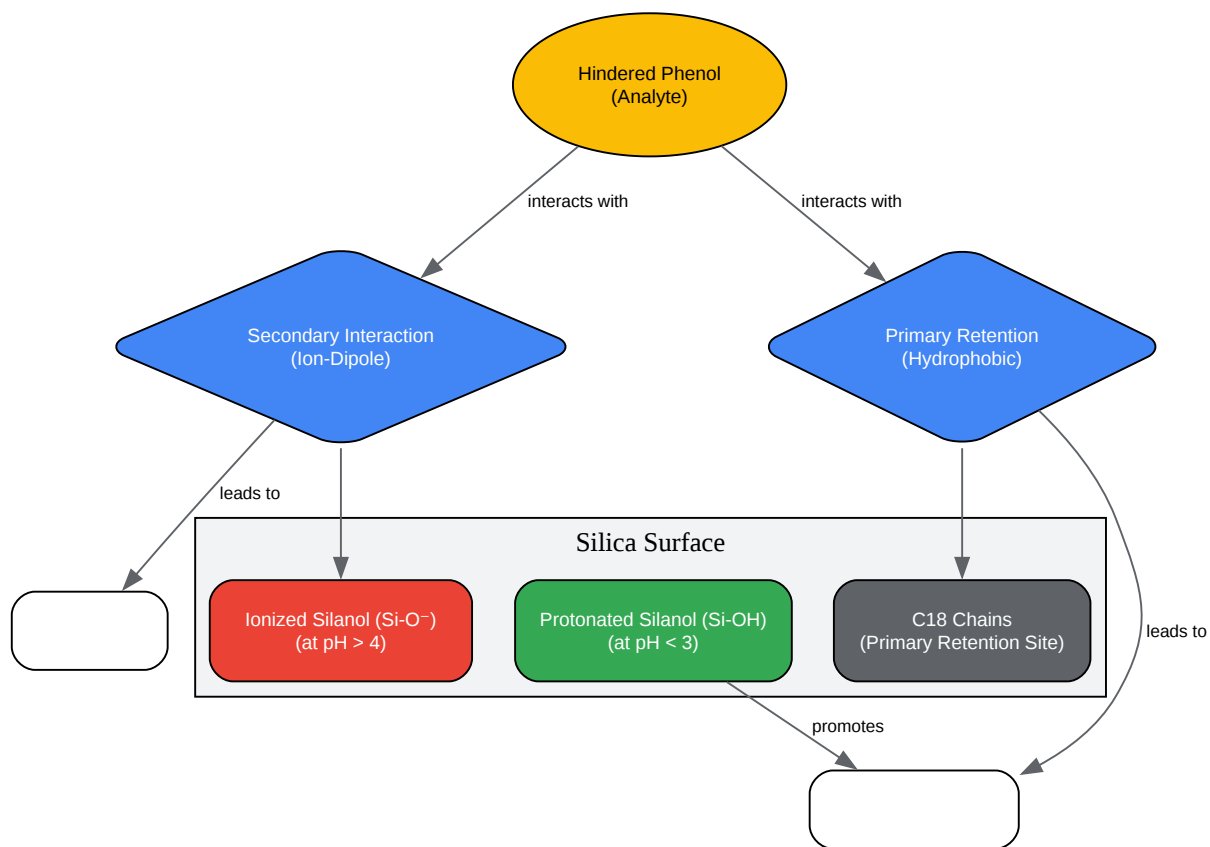 Hindered Phenol
(Analyte)
interacts with
interacts with
Secondary Interaction
(Ion-Dipole)
Primary Retention
(Hydrophobic)
leads to
Silica Surface
Ionized Silanol (Si-O⁻)
(at pH > 4)
Protonated Silanol (Si-OH)
(at pH < 3)
C18 Chains
(Primary Retention Site)
leads to
promotes